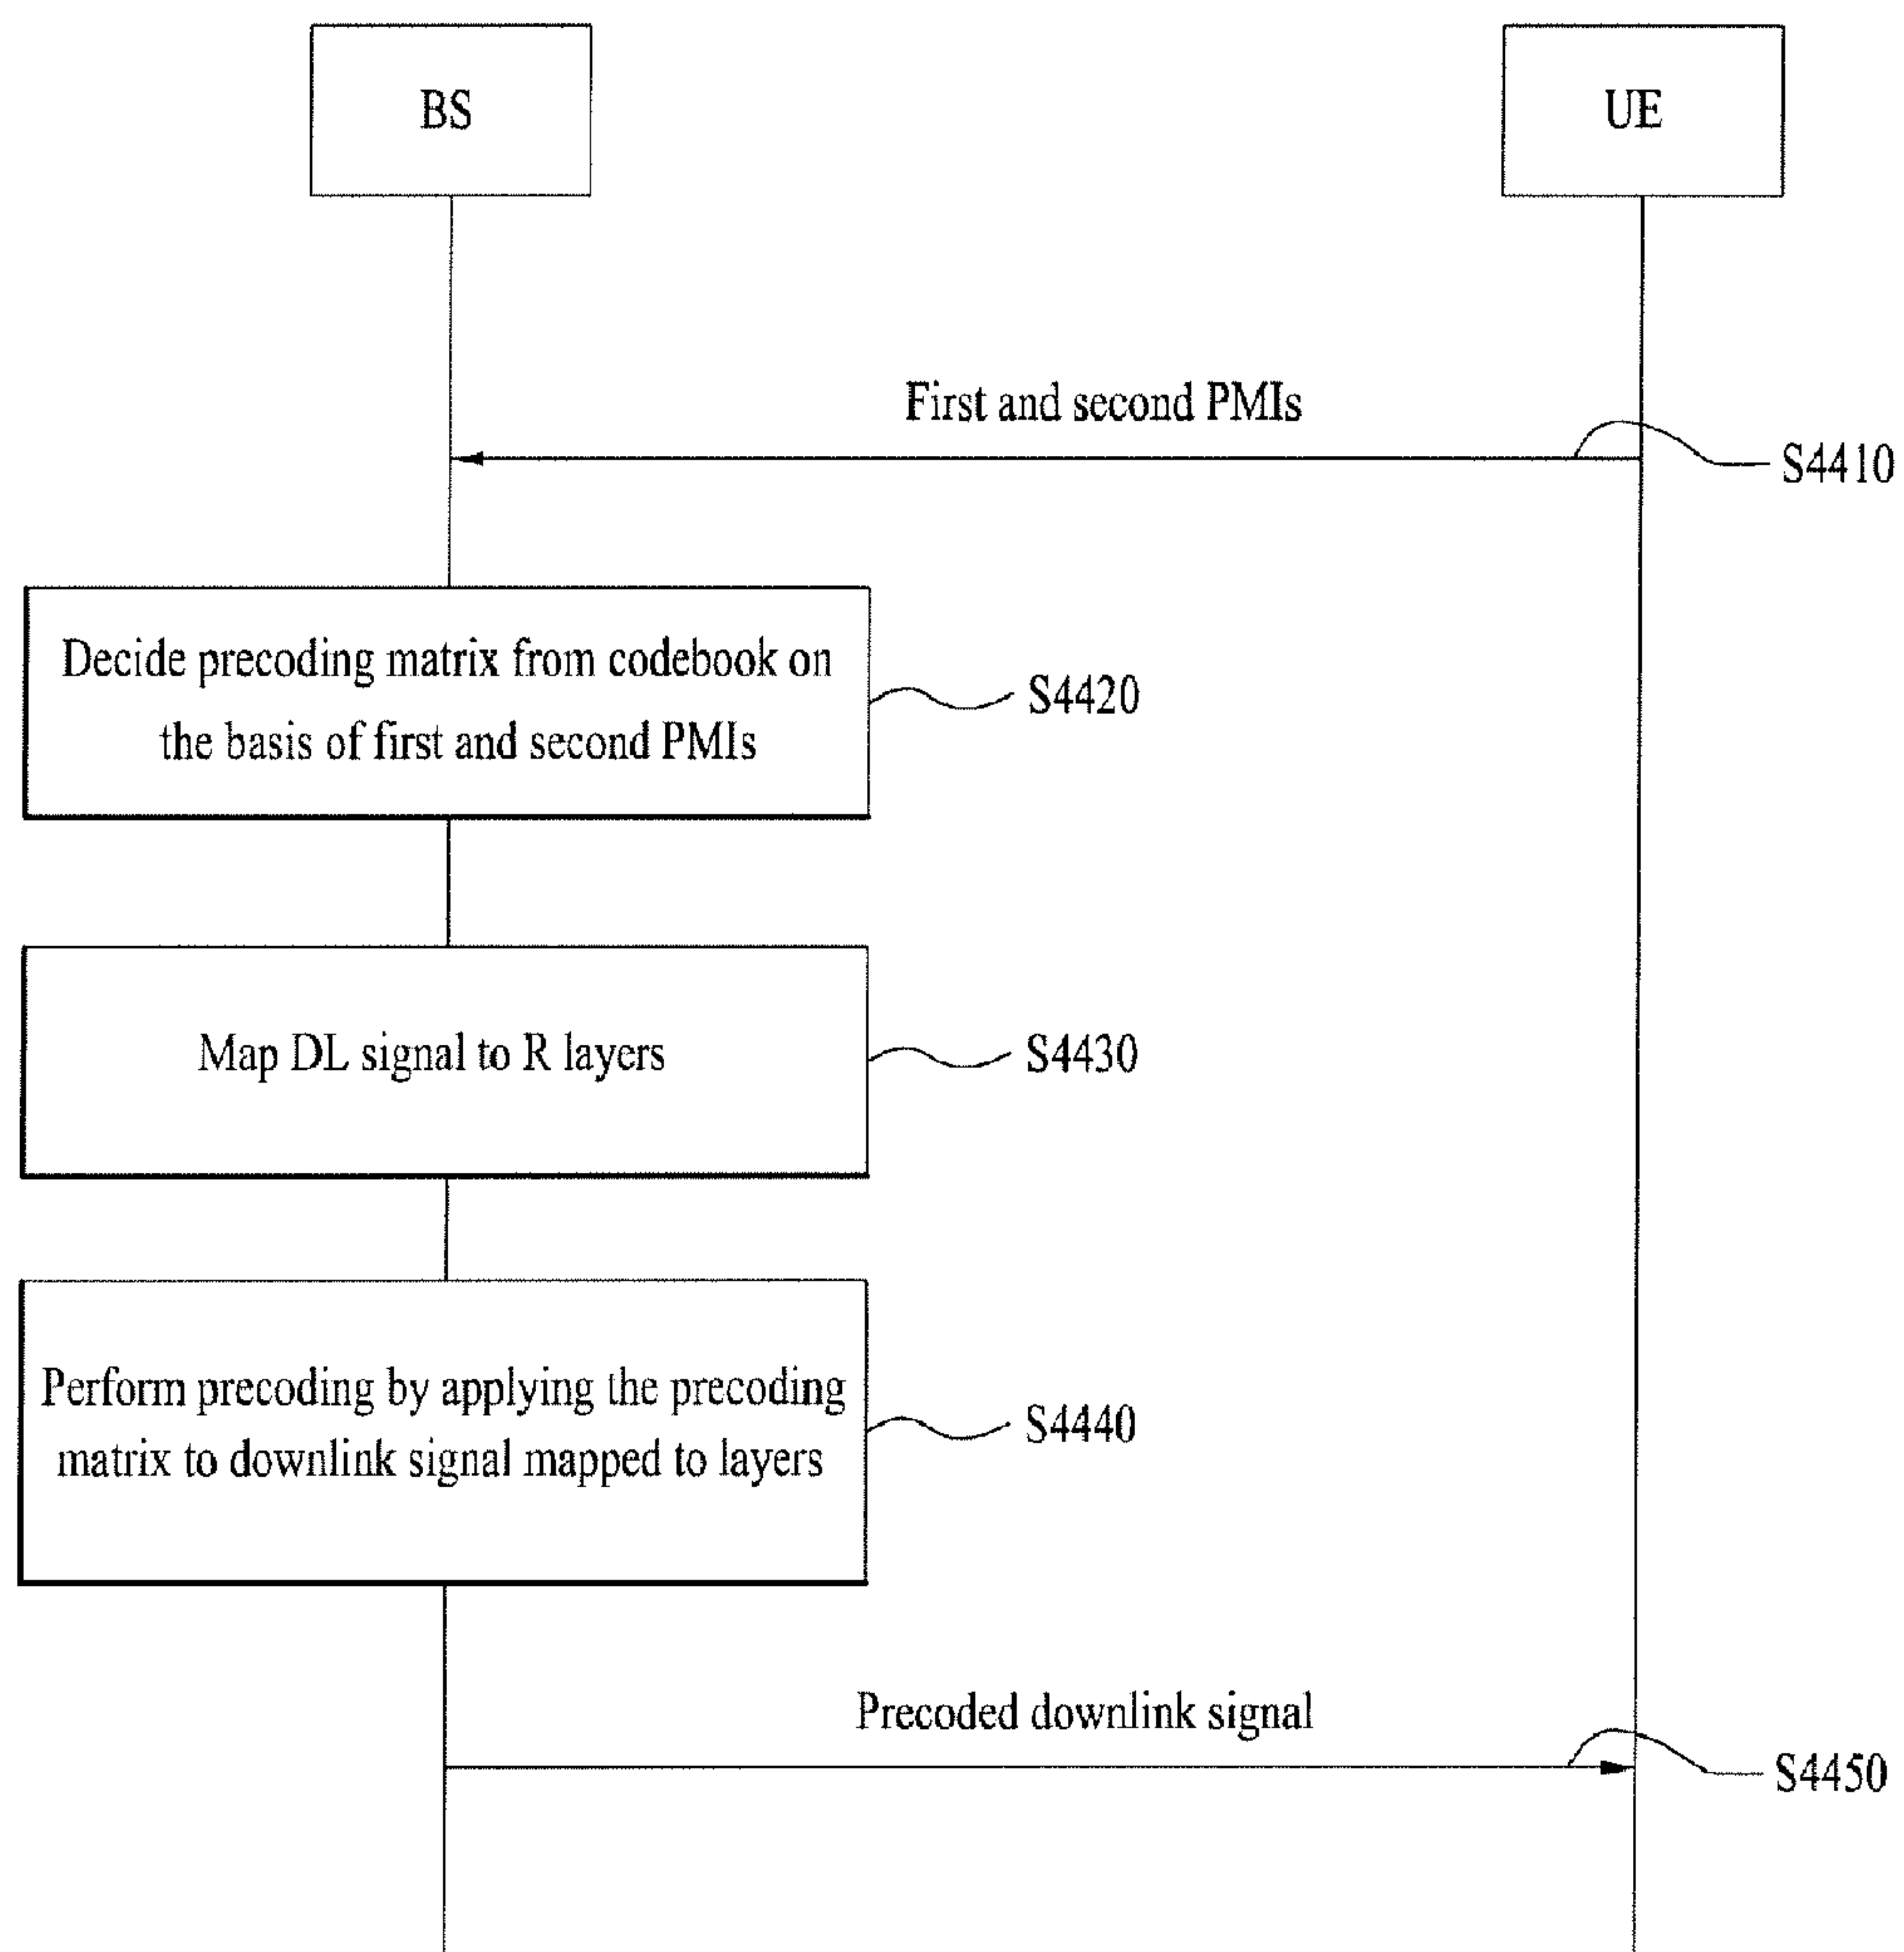 BS
UE
First and second PMIs
S4410
Decide precoding matrix from codebook on
the basis of first and second PMIs
S4420
Map DL signal to R layers
S4430
Perform precoding by applying the precoding
matrix to downlink signal mapped to layers
S4440
Precoded downlink signal
S4450